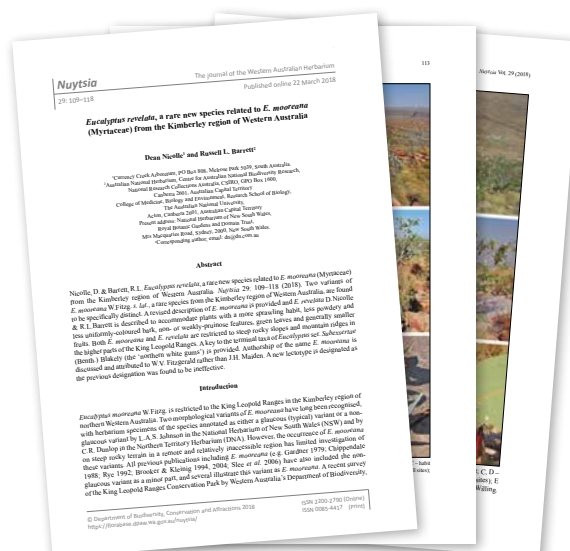 Nuytsia
The journal of the Western Australian Herbarium
29: 109–118
Published online 22 March 2018
Eucalyptus revelata, a rare new species related to E. mooreana
(Myrtaceae) from the Kimberley region of Western Australia
Dean Nicolle¹ and Russell L. Barrett²
¹Currency Creek Arboretum, PO Box 808, Melrose Park 5039, South Australia.
²Australian National Herbarium, Centre for Australian National Biodiversity Research,
National Research Collections Australia, CSIRO, GPO Box 1600,
Canberra 2601, Australian Capital Territory
College of Medicine, Biology and Environment, Research School of Biology,
The Australian National University,
Acton, Canberra 2601, Australian Capital Territory
Present address: National Herbarium of New South Wales,
Royal Botanic Gardens and Domain Trust,
Mrs Macquaries Road, Sydney, 2000, New South Wales.
¹Corresponding author, email: dn@dn.com.au
Abstract
Nicolle, D. & Barrett, R.L. Eucalyptus revelata, a rare new species related to E. mooreana (Myrtaceae)
from the Kimberley region of Western Australia. Nuytsia 29: 109–118 (2018). Two variants of
E. mooreana W.Fitzg. s. lat., a rare species from the Kimberley region of Western Australia, are found
to be specifically distinct. A revised description of E. mooreana is provided and E. revelata D.Nicolle
& R.L.Barrett is described to accommodate plants with a more sprawling habit, less powdery and
less uniformly-coloured bark, non- or weakly-pruinose features, green leaves and generally smaller
fruits. Both E. mooreana and E. revelata are restricted to steep rocky slopes and mountain ridges in
the higher parts of the King Leopold Ranges. A key to the terminal taxa of Eucalyptus ser. Subexsertae
(Benth.) Blakely (the ‘northern white gums’) is provided. Authorship of the name E. mooreana is
discussed and attributed to W.V. Fitzgerald rather than J.H. Maiden. A new lectotype is designated as
the previous designation was found to be ineffective.
Introduction
Eucalyptus mooreana W.Fitzg. is restricted to the King Leopold Ranges in the Kimberley region of
northern Western Australia. Two morphological variants of E. mooreana have long been recognised,
with herbarium specimens of the species annotated as either a glaucous (typical) variant or a non-
glaucous variant by L.A.S. Johnson in the National Herbarium of New South Wales (NSW) and by
C.R. Dunlop in the Northern Territory Herbarium (DNA). However, the occurrence of E. mooreana
on steep rocky terrain in a remote and relatively inaccessible region has limited investigation of
these variants. All previous publications including E. mooreana (e.g. Gardner 1979; Chippendale
1988; Rye 1992; Brooker & Kleinig 1994, 2004; Slee et al. 2006) have also included the non-
glaucous variant as a minor part, and several illustrate this variant as E. mooreana. A recent survey
of the King Leopold Ranges Conservation Park by Western Australia’s Department of Biodiversity,
© Department of Biodiversity, Conservation and Attractions 2018
https://florabase.dpaw.wa.gov.au/nuytsia/
ISSN 2200-2790 (Online)
ISSN 0085-4417 (print)
113
– habit
sites);
Nuytsia Vol. 29 (2018)
B, C, D –
sites); E